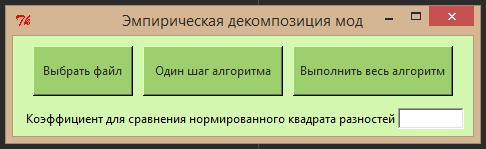 Эмпирическая декомпозиция мод
Выбрать файл
Один шаг алгоритма
Выполнить весь алгоритм
Коэффициент для сравнения нормированного квадрата разностей